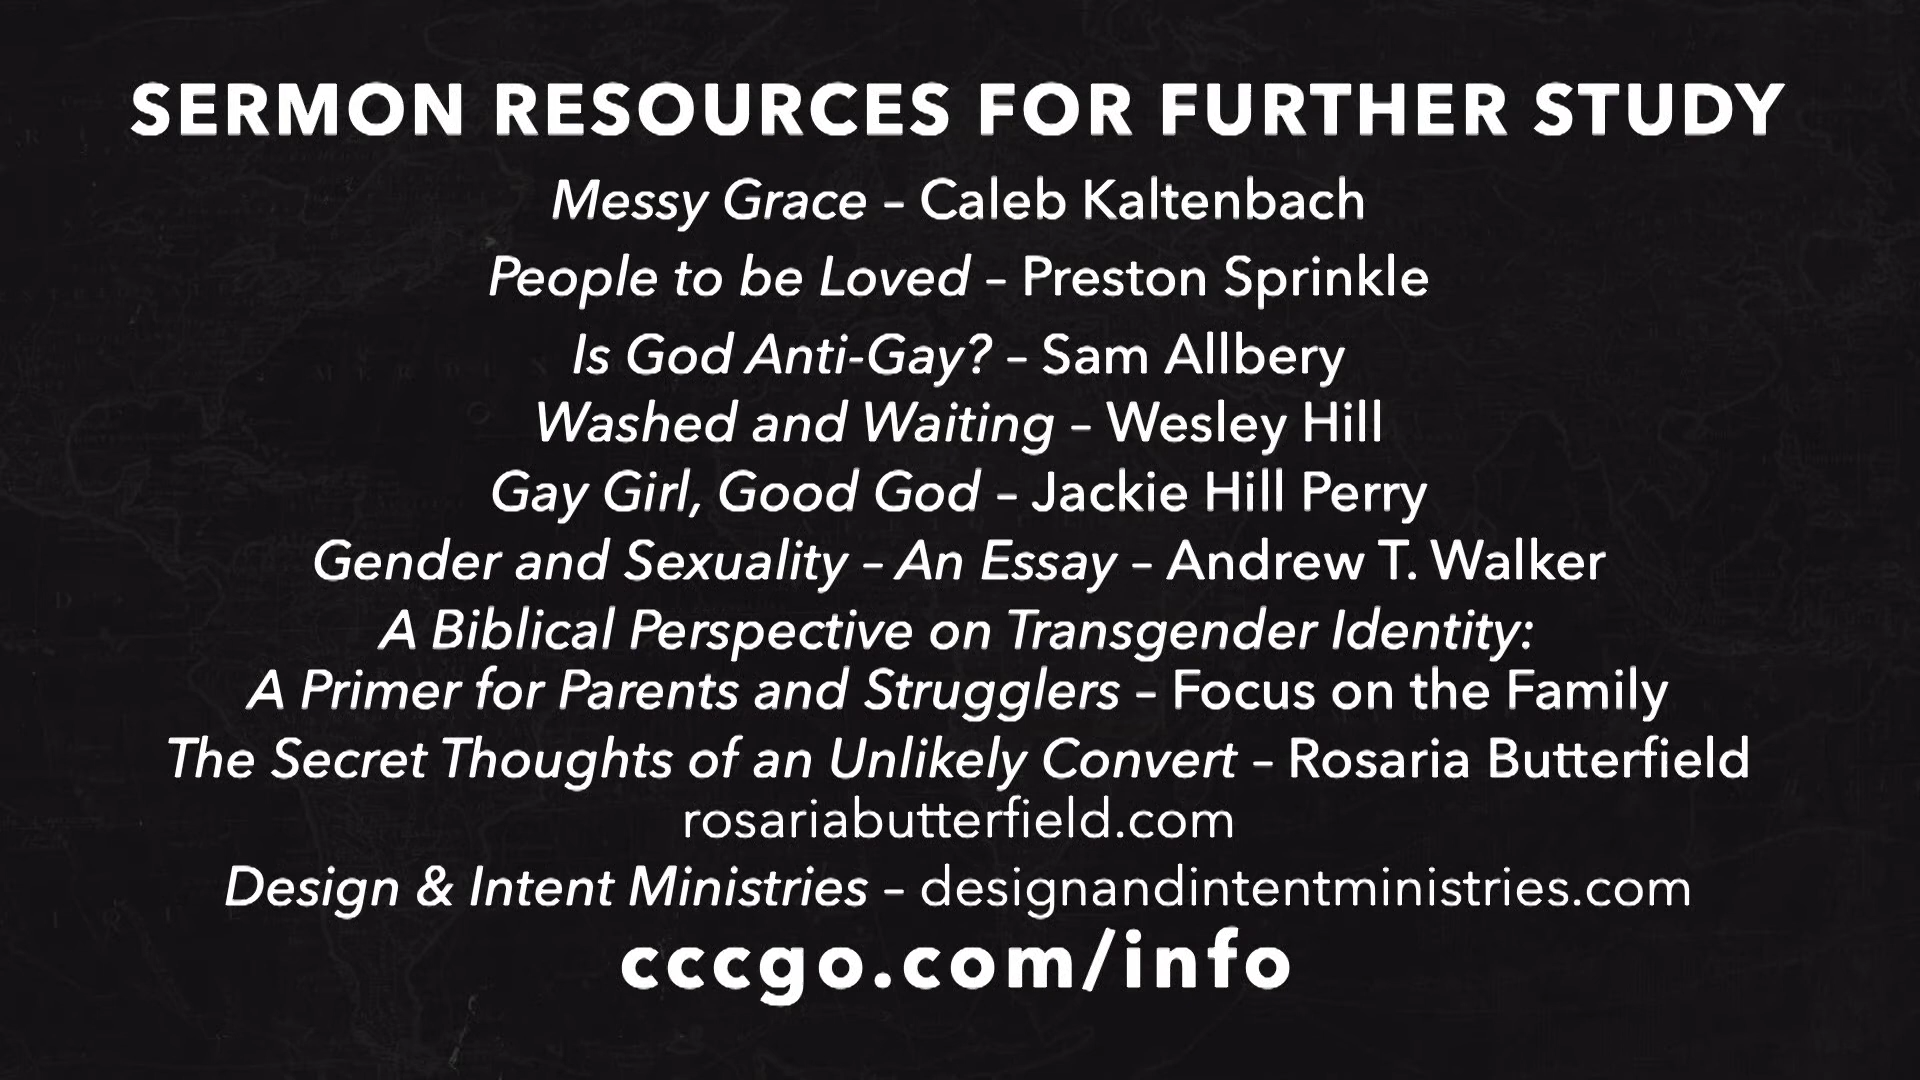 SERMON RESOURCES FOR FURTHER STUDY
Messy Grace – Caleb Kaltenbach
People to be Loved – Preston Sprinkle
Is God Anti-Gay? – Sam Allbery
Washed and Waiting – Wesley Hill
Gay Girl, Good God – Jackie Hill Perry
Gender and Sexuality – An Essay – Andrew T. Walker
A Biblical Perspective on Transgender Identity:
A Primer for Parents and Strugglers – Focus on the Family
The Secret Thoughts of an Unlikely Convert – Rosaria Butterfield
rosariabutterfield.com
Design & Intent Ministries – designandintentministries.com
cccgo.com/info